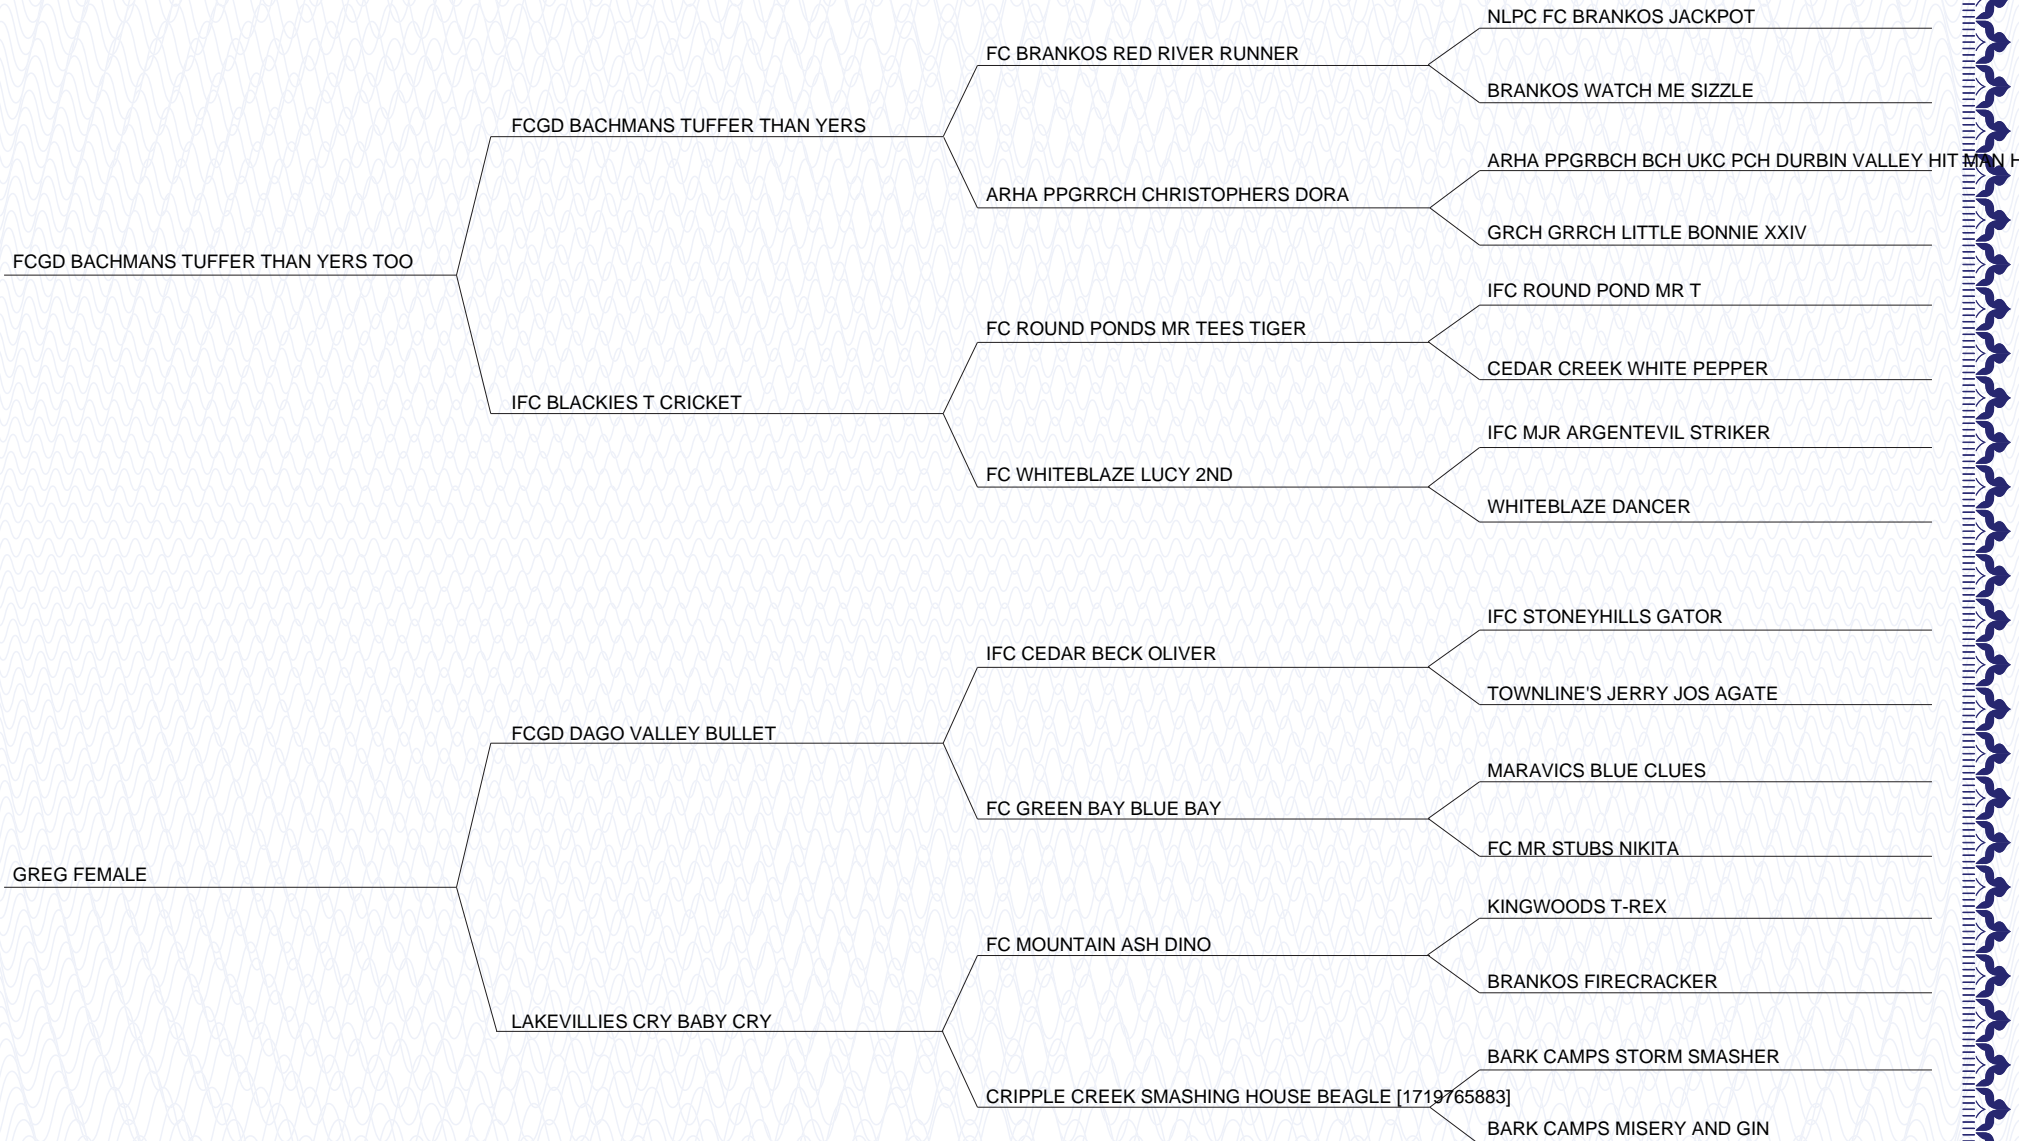 NLPC FC BRANKOS JACKPOT
FC BRANKOS RED RIVER RUNNER
BRANKOS WATCH ME SIZZLE
FCGD BACHMANS TUFFER THAN YERS
ARHA PPGRBCH BCH UKC PCH DURBIN VALLEY HIT MAN H
ARHA PPGRRCH CHRISTOPHERS DORA
GRCH GRRCH LITTLE BONNIE XXIV
FCGD BACHMANS TUFFER THAN YERS TOO
IFC ROUND POND MR T
FC ROUND PONDS MR TEES TIGER
CEDAR CREEK WHITE PEPPER
IFC BLACKIES T CRICKET
IFC MJR ARGENTEVIL STRIKER
FC WHITEBLAZE LUCY 2ND
WHITEBLAZE DANCER
IFC STONEYHILLS GATOR
IFC CEDAR BECK OLIVER
TOWNLINE'S JERRY JOS AGATE
FCGD DAGO VALLEY BULLET
MARAVICS BLUE CLUES
FC GREEN BAY BLUE BAY
FC MR STUBS NIKITA
GREG FEMALE
KINGWOODS T-REX
FC MOUNTAIN ASH DINO
BRANKOS FIRECRACKER
LAKEVILLIES CRY BABY CRY
BARK CAMPS STORM SMASHER
CRIPPLE CREEK SMASHING HOUSE BEAGLE [1719765883]
BARK CAMPS MISERY AND GIN